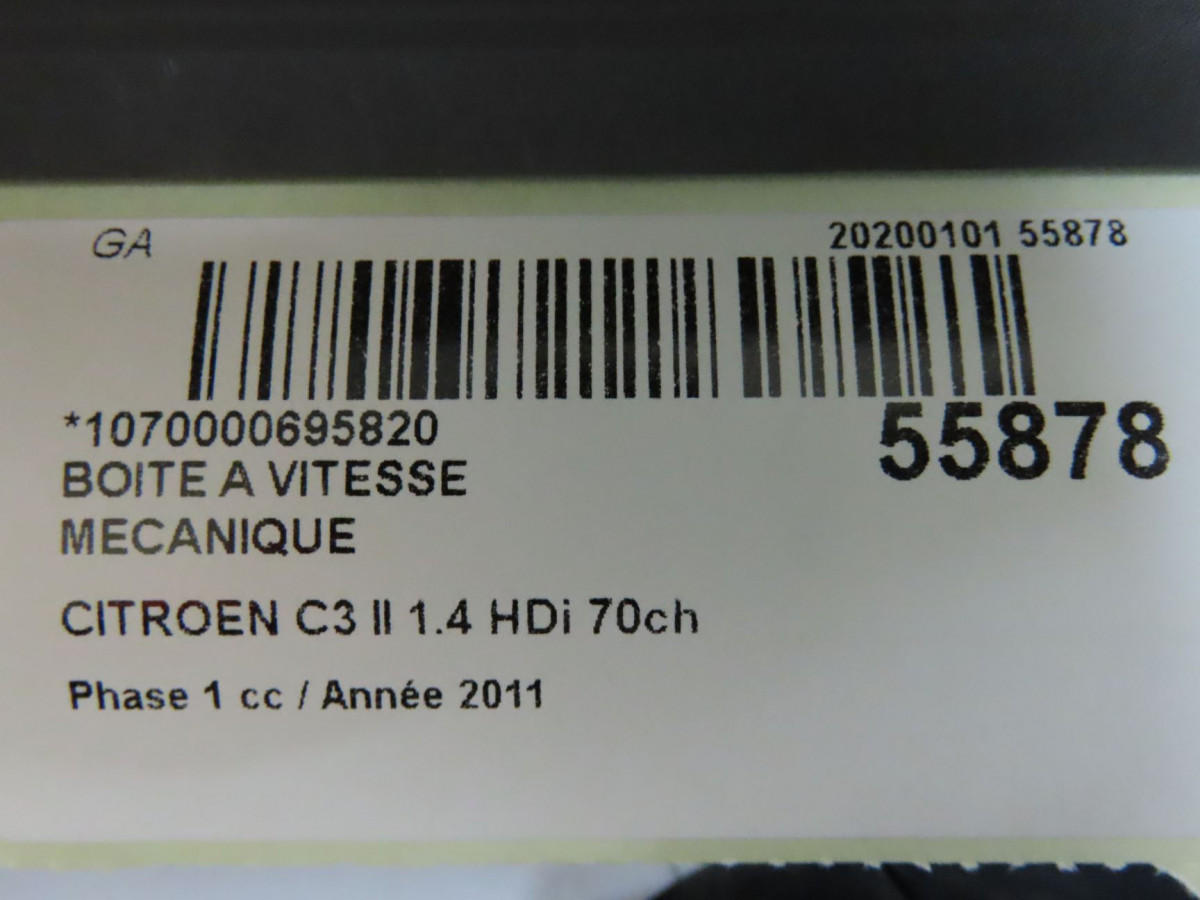 GA
20200101 55878
*1070000695820
55878
BOITE A VITESSE
MECANIQUE
CITROEN C3 II 1.4 HDi 70ch
Phase 1 cc / Année 2011